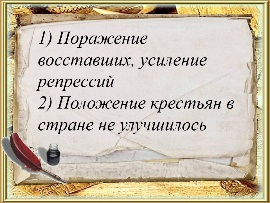 1) Поражение
восставших, усиление
репрессий
2) Положение крестьян в
стране не улучшилось